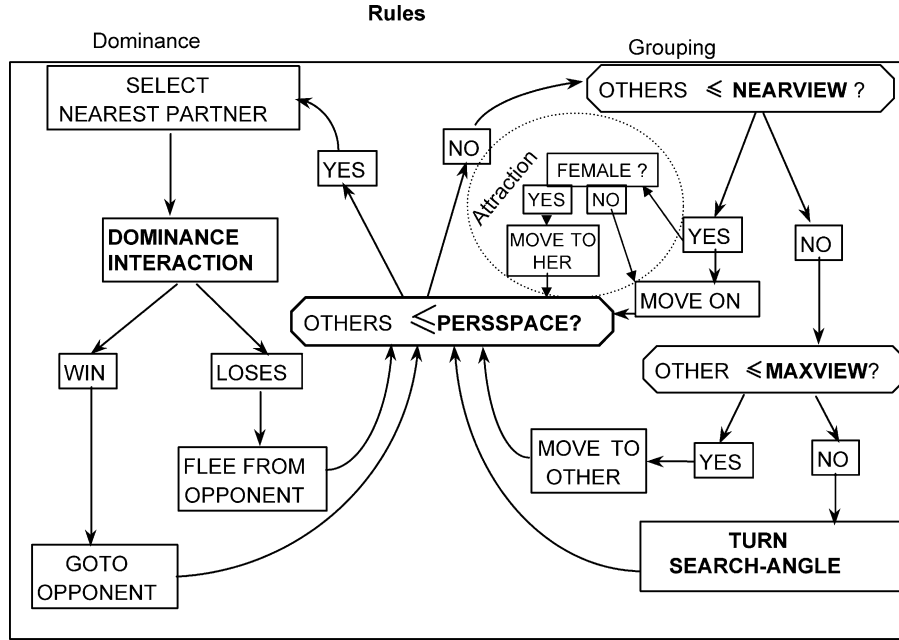 Rules
Dominance
Grouping
SELECT
NEAREST PARTNER
YES
NO
OTHERS ⩽ NEARVIEW ?
Attraction
FEMALE ?
YES
NO
MOVE TO
HER
YES
NO
MOVE ON
DOMINANCE
INTERACTION
OTHERS ⩽ PERSSPACE?
WIN
LOSES
OTHER ⩽ MAXVIEW?
FLEE FROM
OPPONENT
MOVE TO
OTHER
YES
NO
GOTO
OPPONENT
TURN
SEARCH-ANGLE